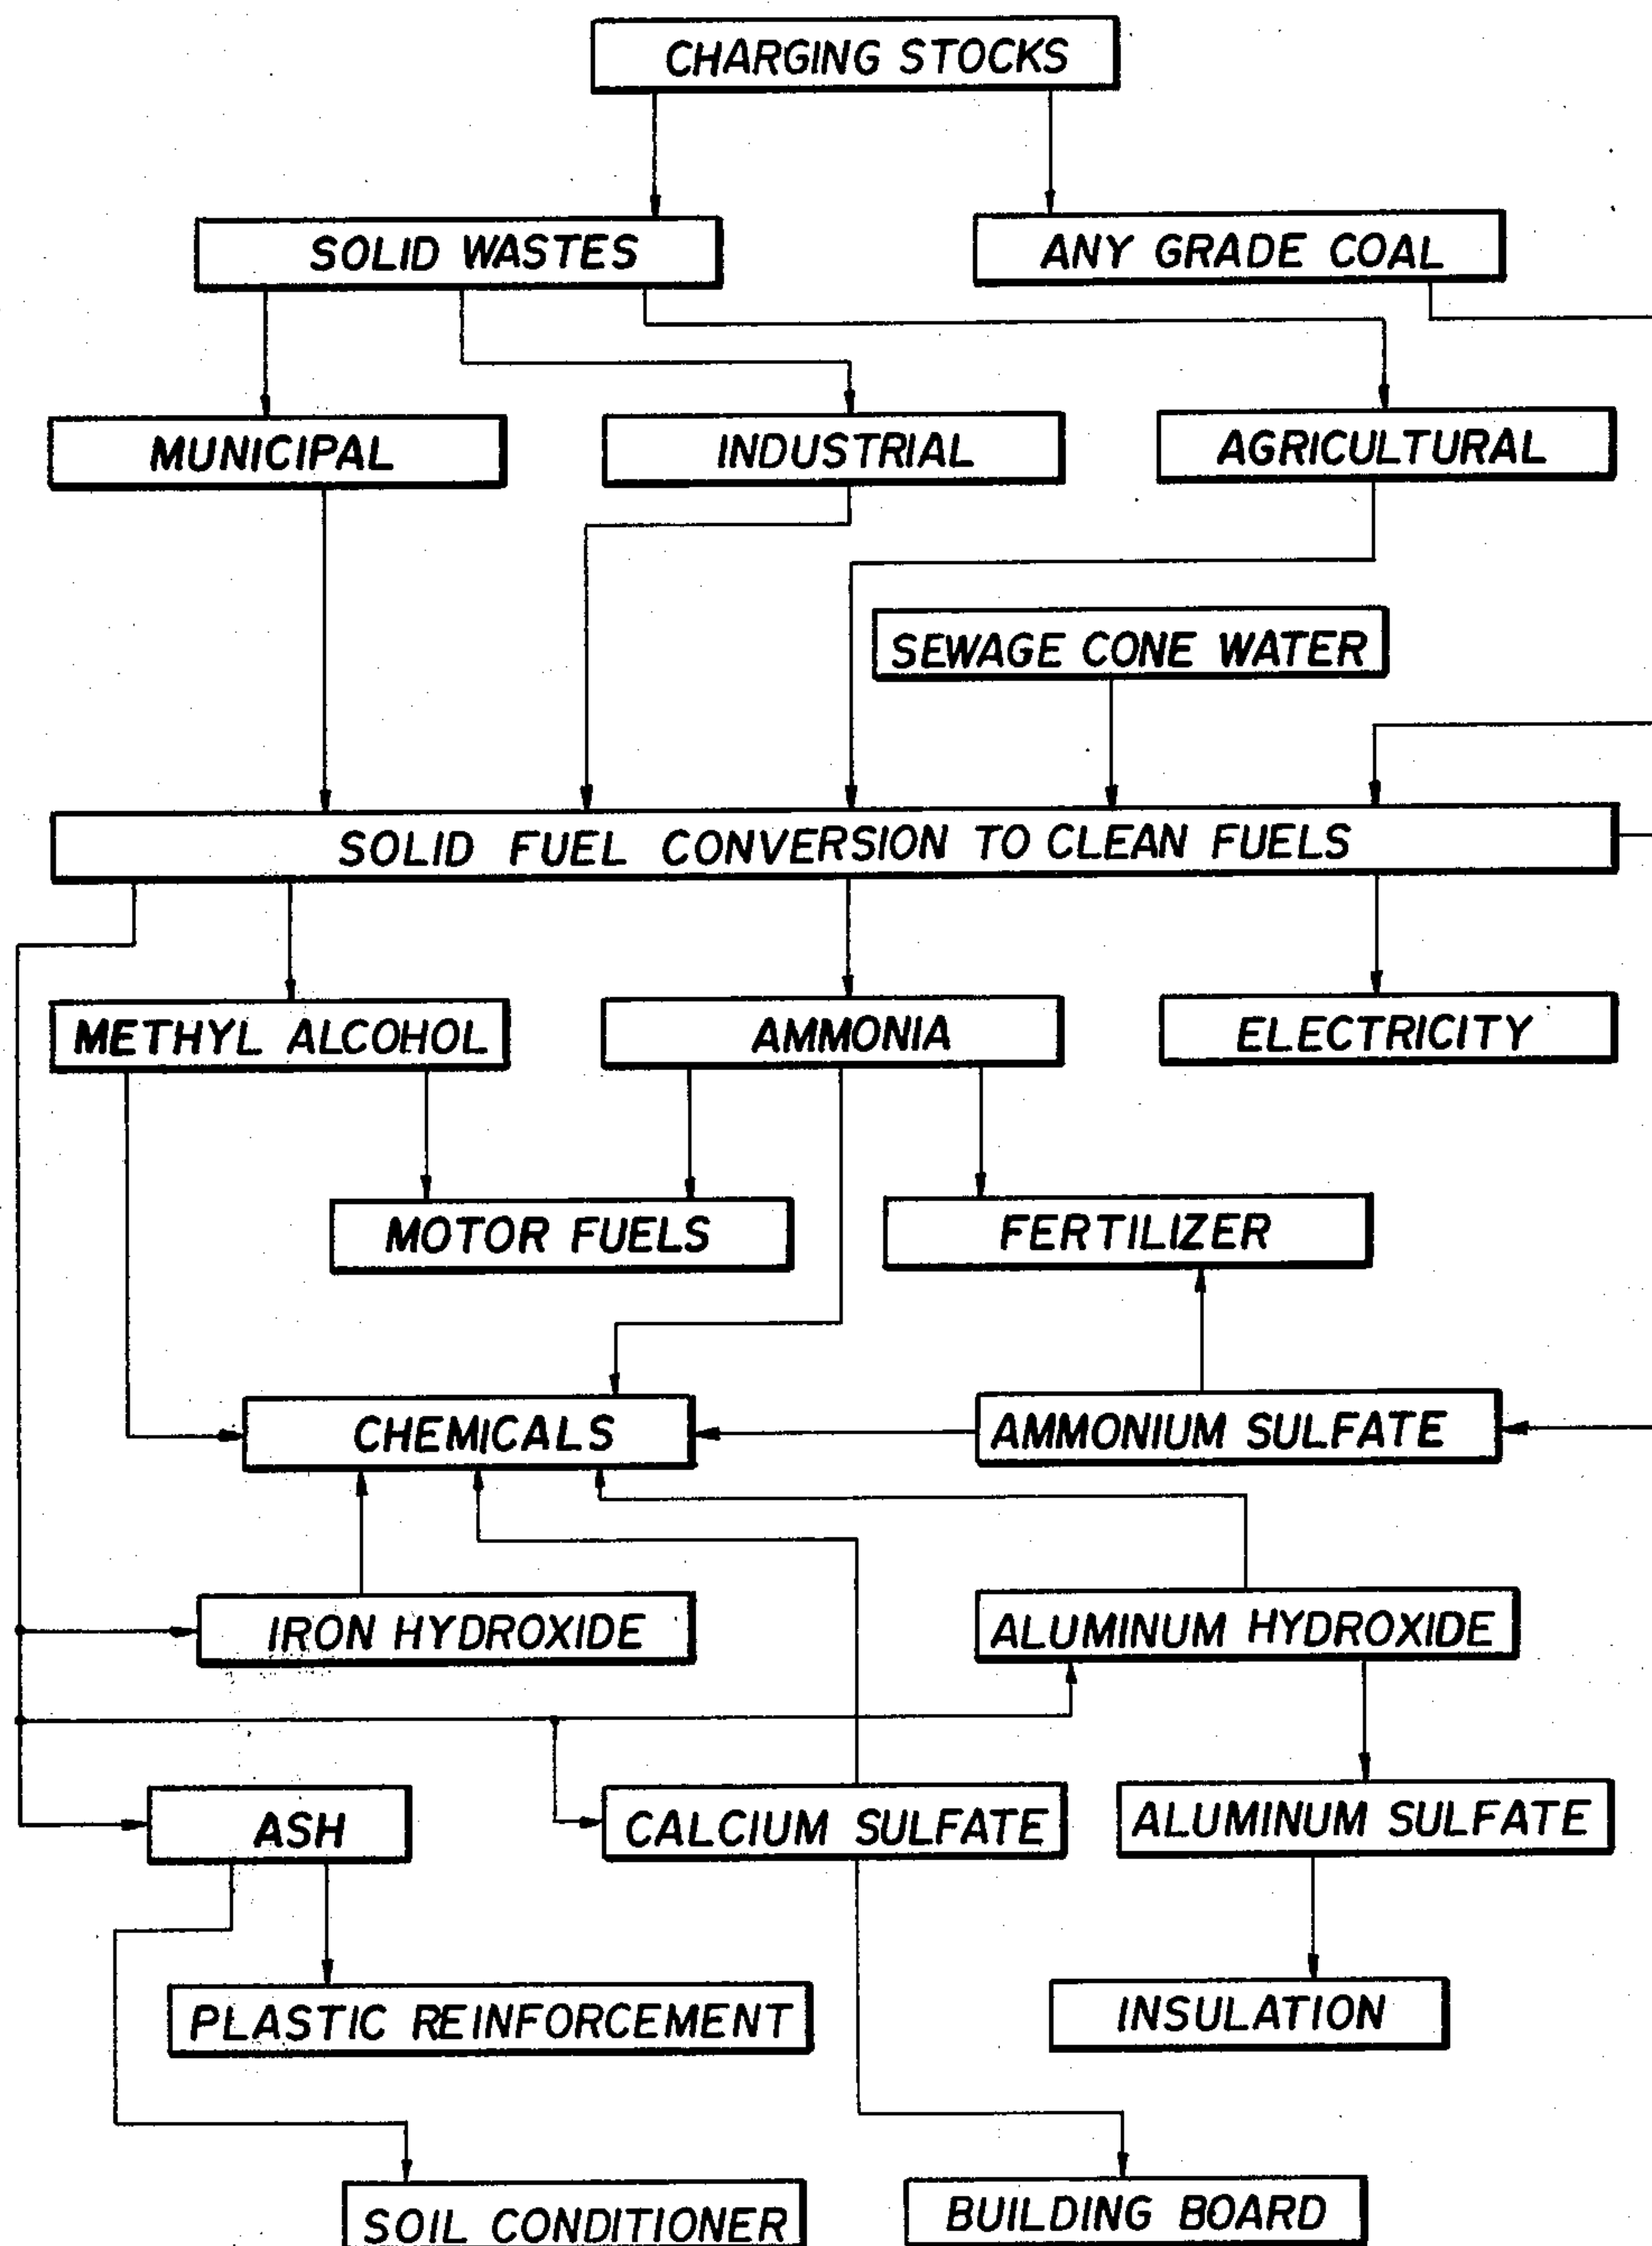 CHARGING STOCKS
SOLID WASTES
ANY GRADE COAL
MUNICIPAL
INDUSTRIAL
AGRICULTURAL
SEWAGE CONE WATER
SOLID FUEL CONVERSION TO CLEAN FUELS
METHYL ALCOHOL
AMMONIA
ELECTRICITY
MOTOR FUELS
FERTILIZER
CHEMICALS
AMMONIUM SULFATE
IRON HYDROXIDE
ALUMINUM HYDROXIDE
ASH
CALCIUM SULFATE
ALUMINUM SULFATE
PLASTIC REINFORCEMENT
INSULATION
SOIL CONDITIONER
BUILDING BOARD